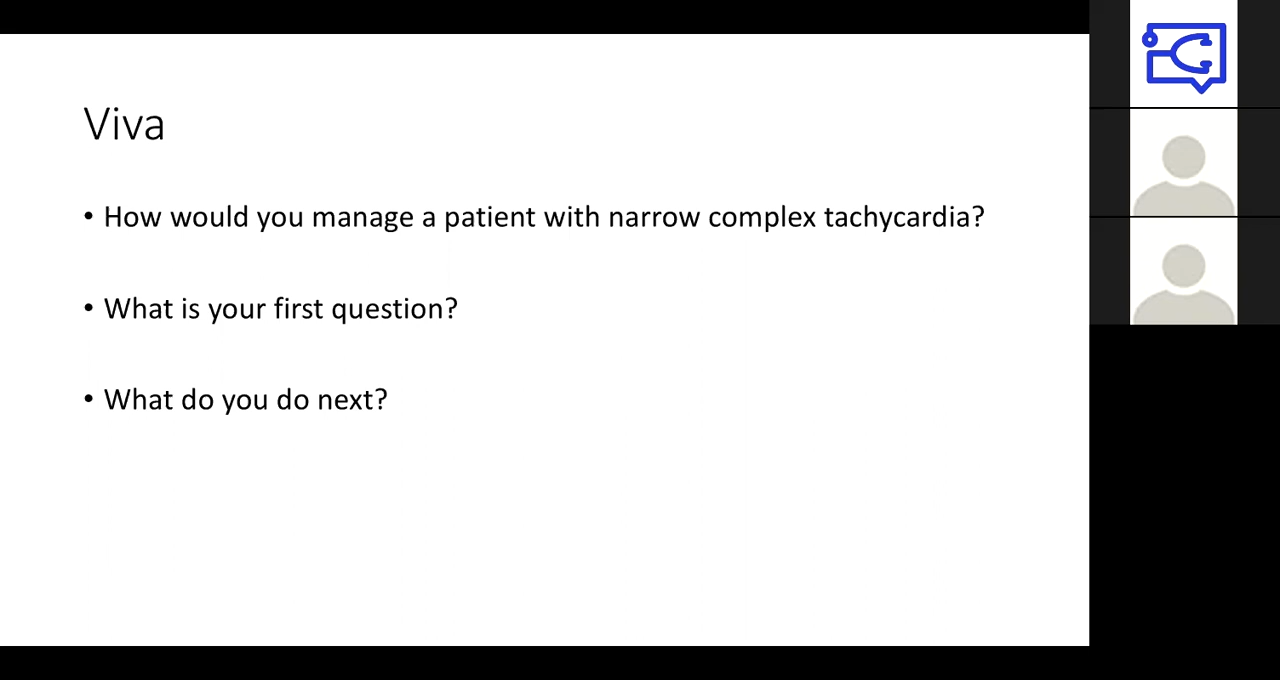 Viva
• How would you manage a patient with narrow complex tachycardia?
• What is your first question?
• What do you do next?